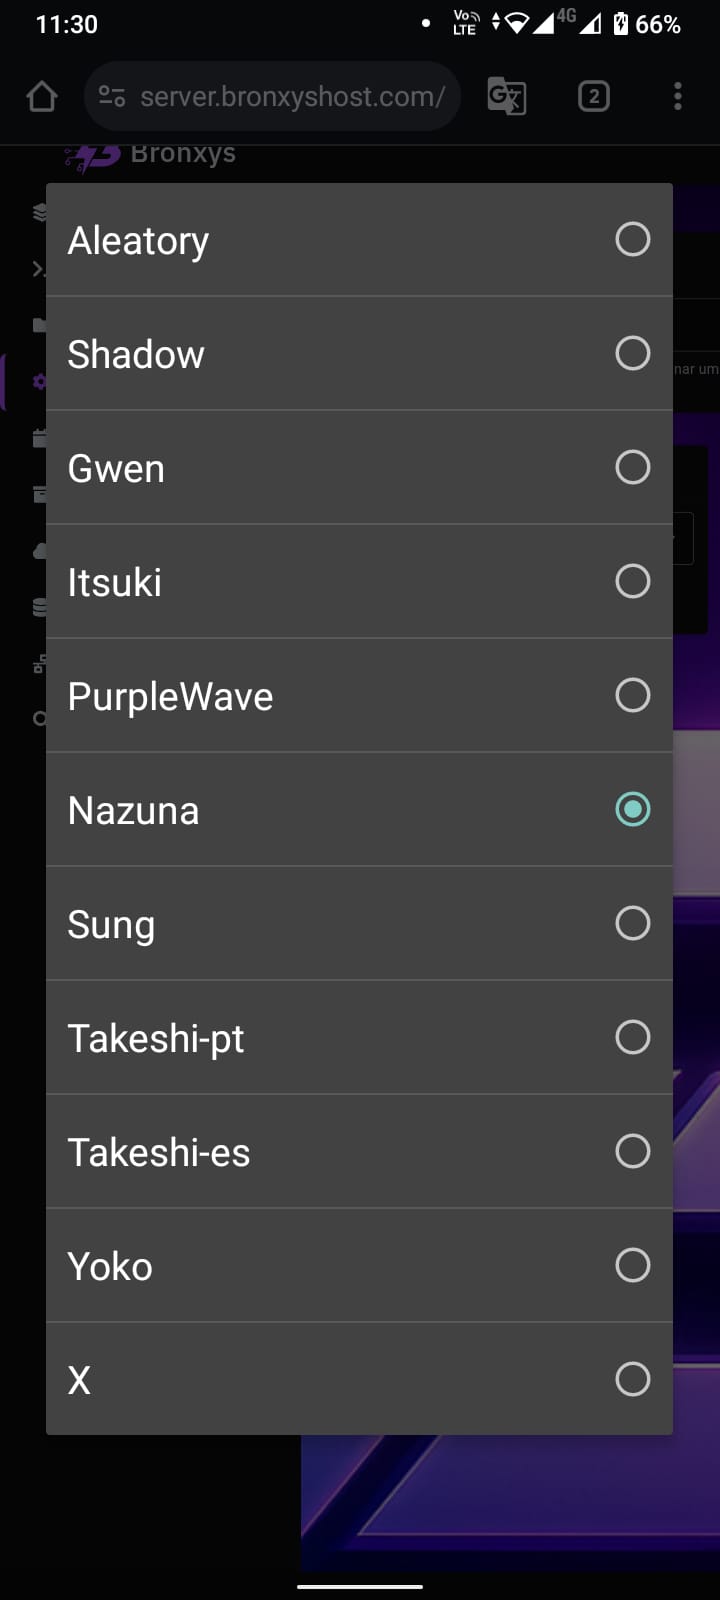 11:30
Vo
LTE
4G
66%
server.bronxyshost.com/
2
Bronxys
Aleatory
Shadow
nar um
Gwen
Itsuki
PurpleWave
Nazuna
Sung
Takeshi-pt
Takeshi-es
Yoko
X